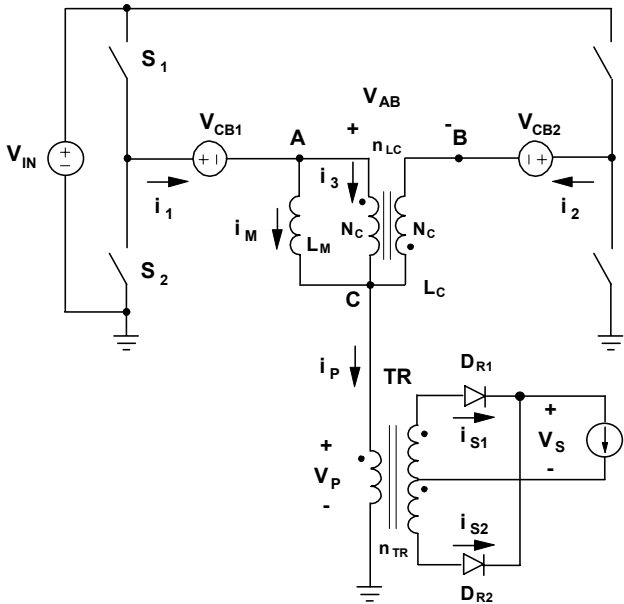 S1
VAB
VCB1
A
+
nLC
-B
VCB2
VIN
+ -
+ -
- +
i1
i3
i2
iM
LM
NC
NC
S2
C
LC
iP
TR
DR1
+
+
iS1
VS
VP
-
-
iS2
nTR
DR2